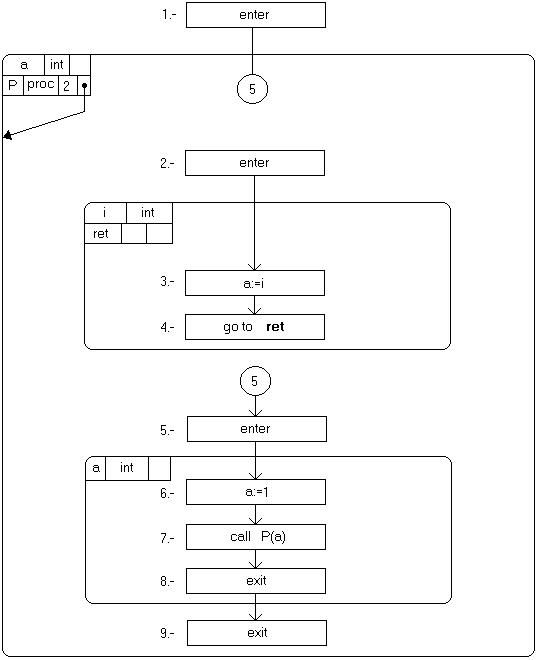 1.- enter
a int
P proc 2
5
2.- enter
i int
ret
3.- a:=i
4.- go to ret
5
5.- enter
a int
6.- a:=1
7.- call P(a)
8.- exit
9.- exit